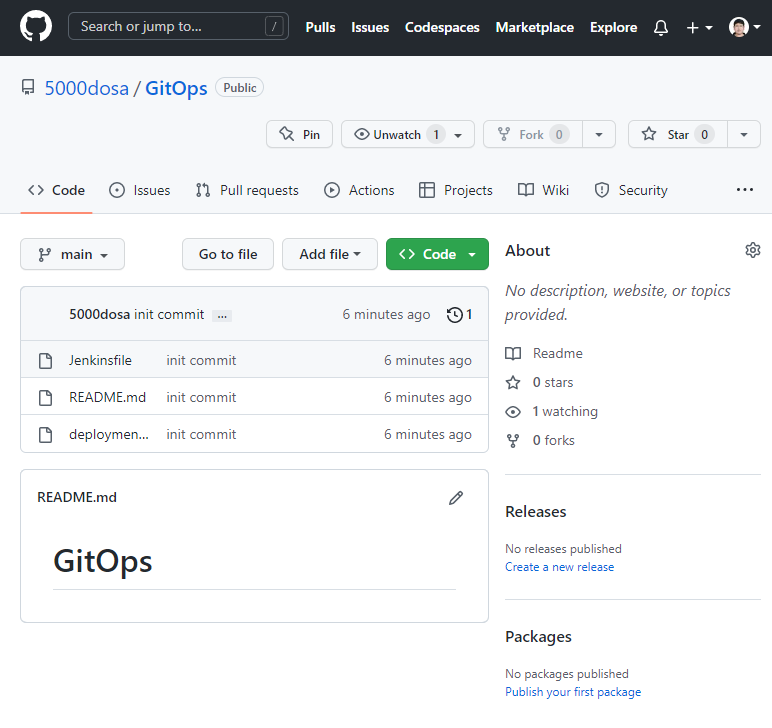 Search or jump to... /
Pulls Issues Codespaces Marketplace Explore
5000dosa / GitOps Public
Pin Unwatch 1 Fork 0 Star 0
Code Issues Pull requests Actions Projects Wiki Security ...
main Go to file Add file Code
5000dosa init commit ... 6 minutes ago 1
Jenkinsfile init commit 6 minutes ago
README.md init commit 6 minutes ago
deploymen... init commit 6 minutes ago
README.md
GitOps
About
No description, website, or topics
provided.
Readme
0 stars
1 watching
0 forks
Releases
No releases published
Create a new release
Packages
No packages published
Publish your first package